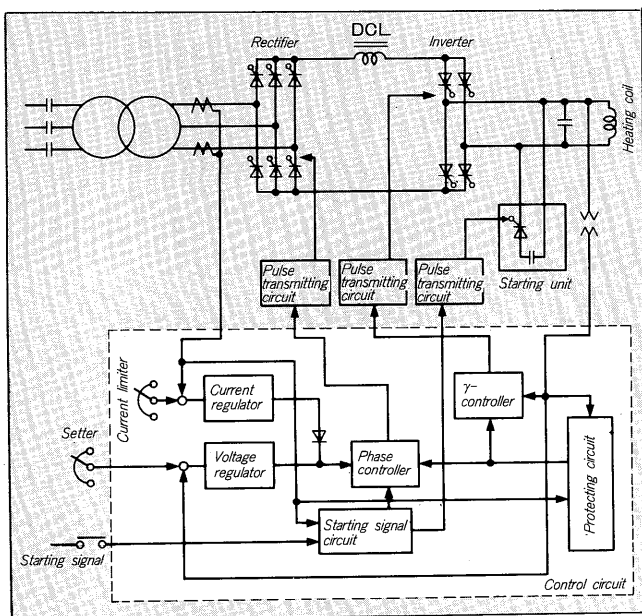 DCL
Rectifier
Inverter
Heating coil
Pulse
transmitting
circuit
Pulse
transmitting
circuit
Pulse
transmitting
circuit
Starting unit
Current limiter
Current
regulator
γ-
controller
Setter
Voltage
regulator
Phase
controller
Protecting circuit
Starting signal
circuit
Starting signal
Control circuit